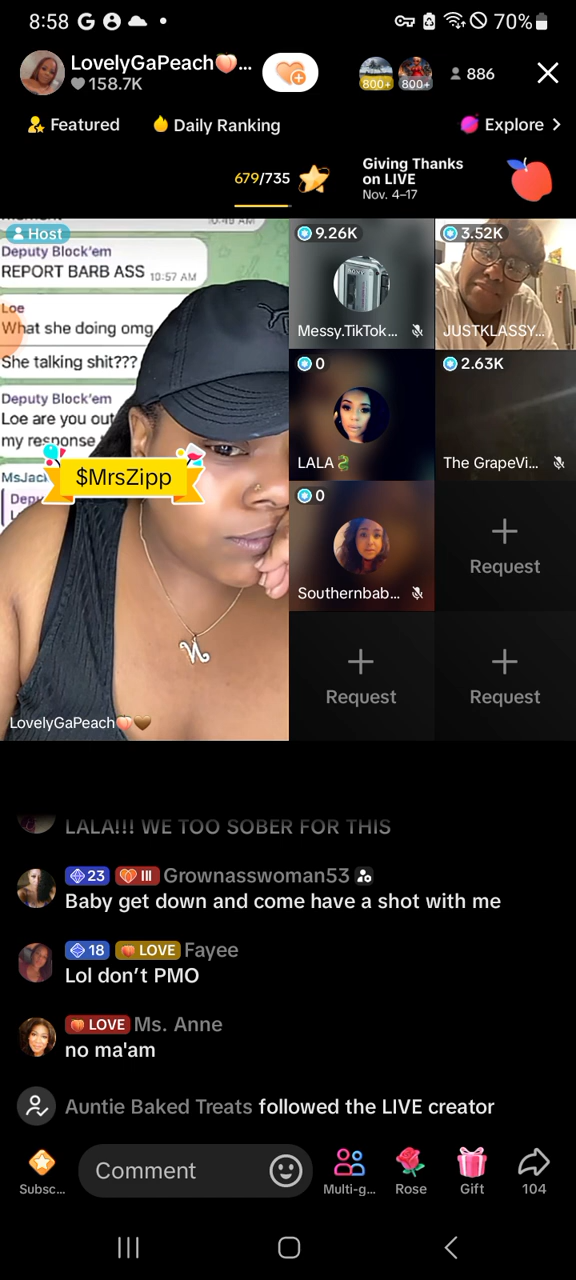 8:58
70%
LovelyGaPeach🍑...
158.7K
800+
800+
886
Featured
Daily Ranking
Explore
679/735
Giving Thanks
on LIVE
Nov. 4–17
Host
10:46 AM
Deputy Block'em
REPORT BARB ASS 10:57 AM
Loe
What she doing omg
She talking shit???
Deputy Block'em
Loe are you out
my response
MsJack
$MrsZipp
LovelyGaPeach🍑🤎
9.26K
Messy.TikTok...
3.52K
JUSTKLASSY...
0
LALA🐉
2.63K
The GrapeVi...
0
Southernbab...
Request
Request
Request
LALA!!! WE TOO SOBER FOR THIS
23 III Grownasswoman53
Baby get down and come have a shot with me
18 LOVE Fayee
Lol don't PMO
LOVE Ms. Anne
no ma'am
Auntie Baked Treats followed the LIVE creator
Comment
Subsc...
Multi-g...
Rose
Gift
104